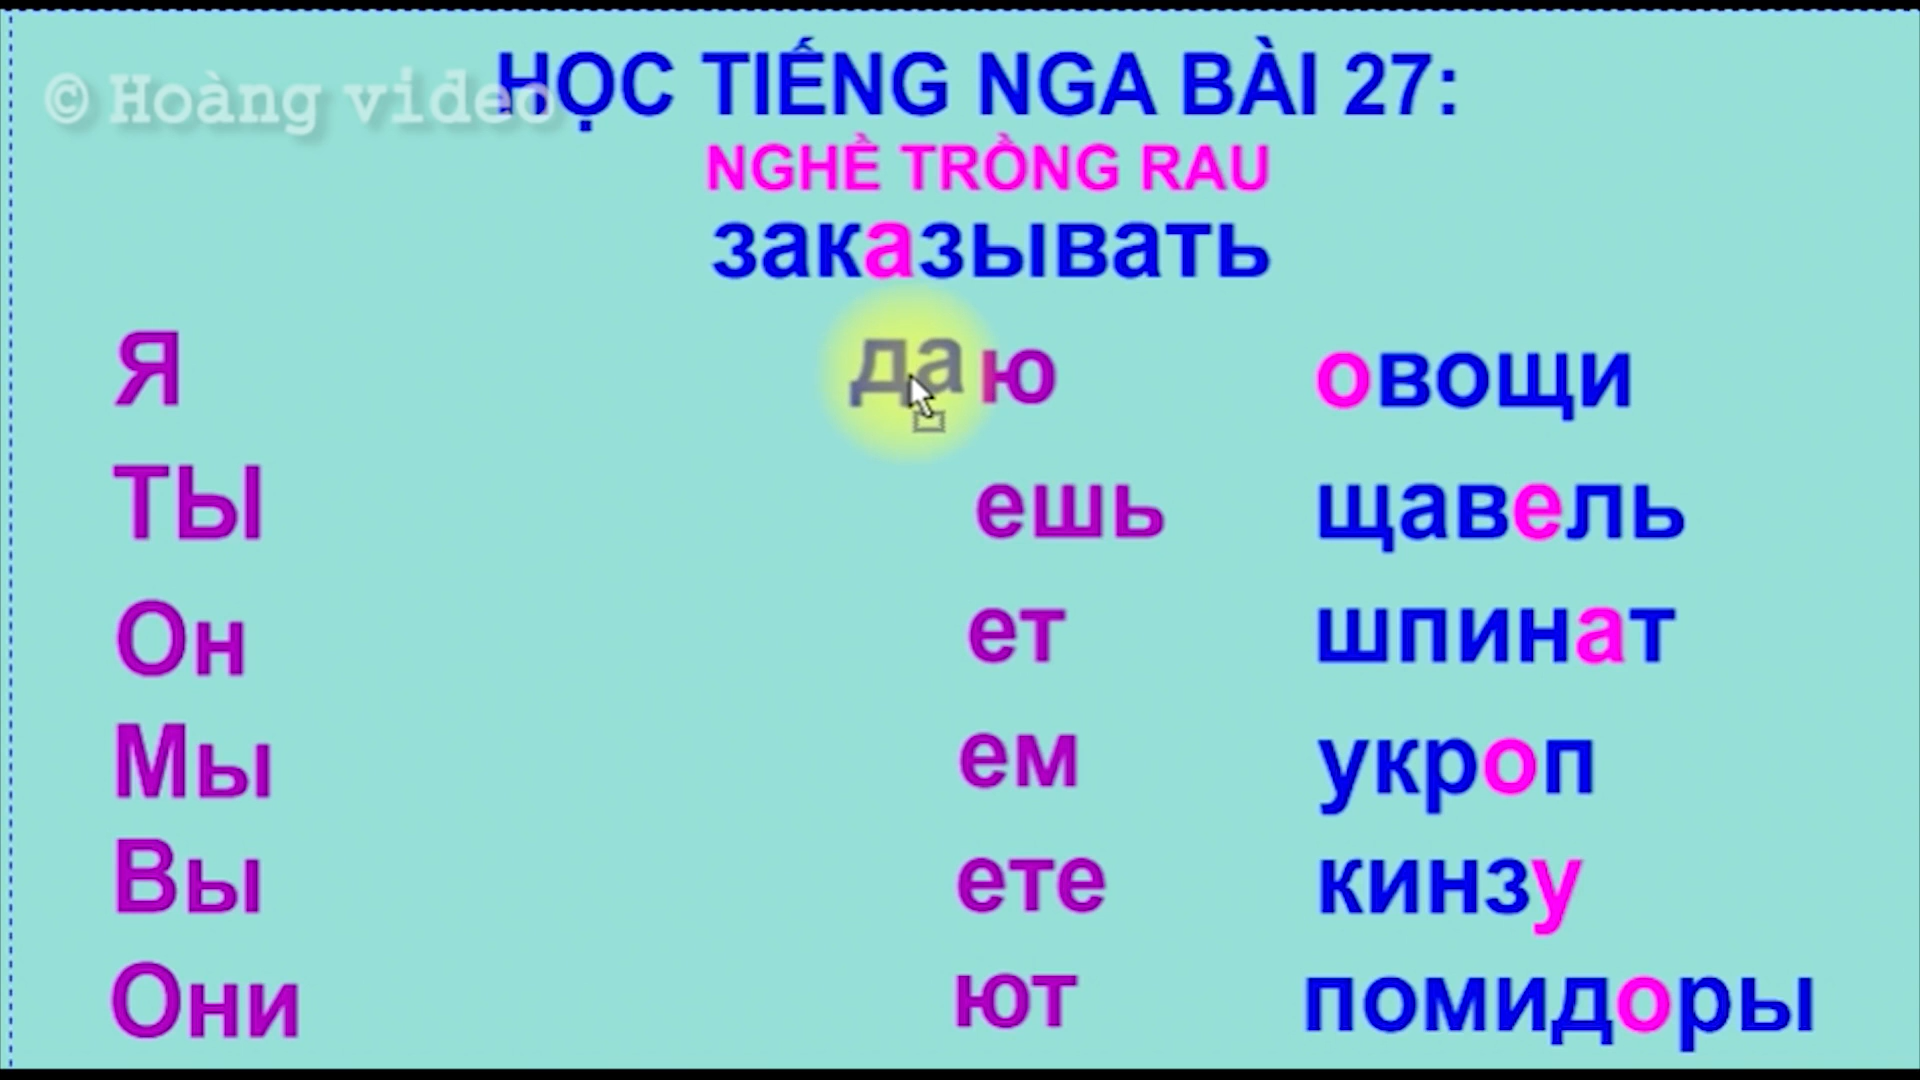 © Hoàng video
HỌC TIẾNG NGA BÀI 27:
NGHỀ TRỒNG RAU
заказывать
Я даю овощи
ТЫ ешь щавель
Он ет шпинат
Мы ем укроп
Вы ете кинзу
Они ют помидоры